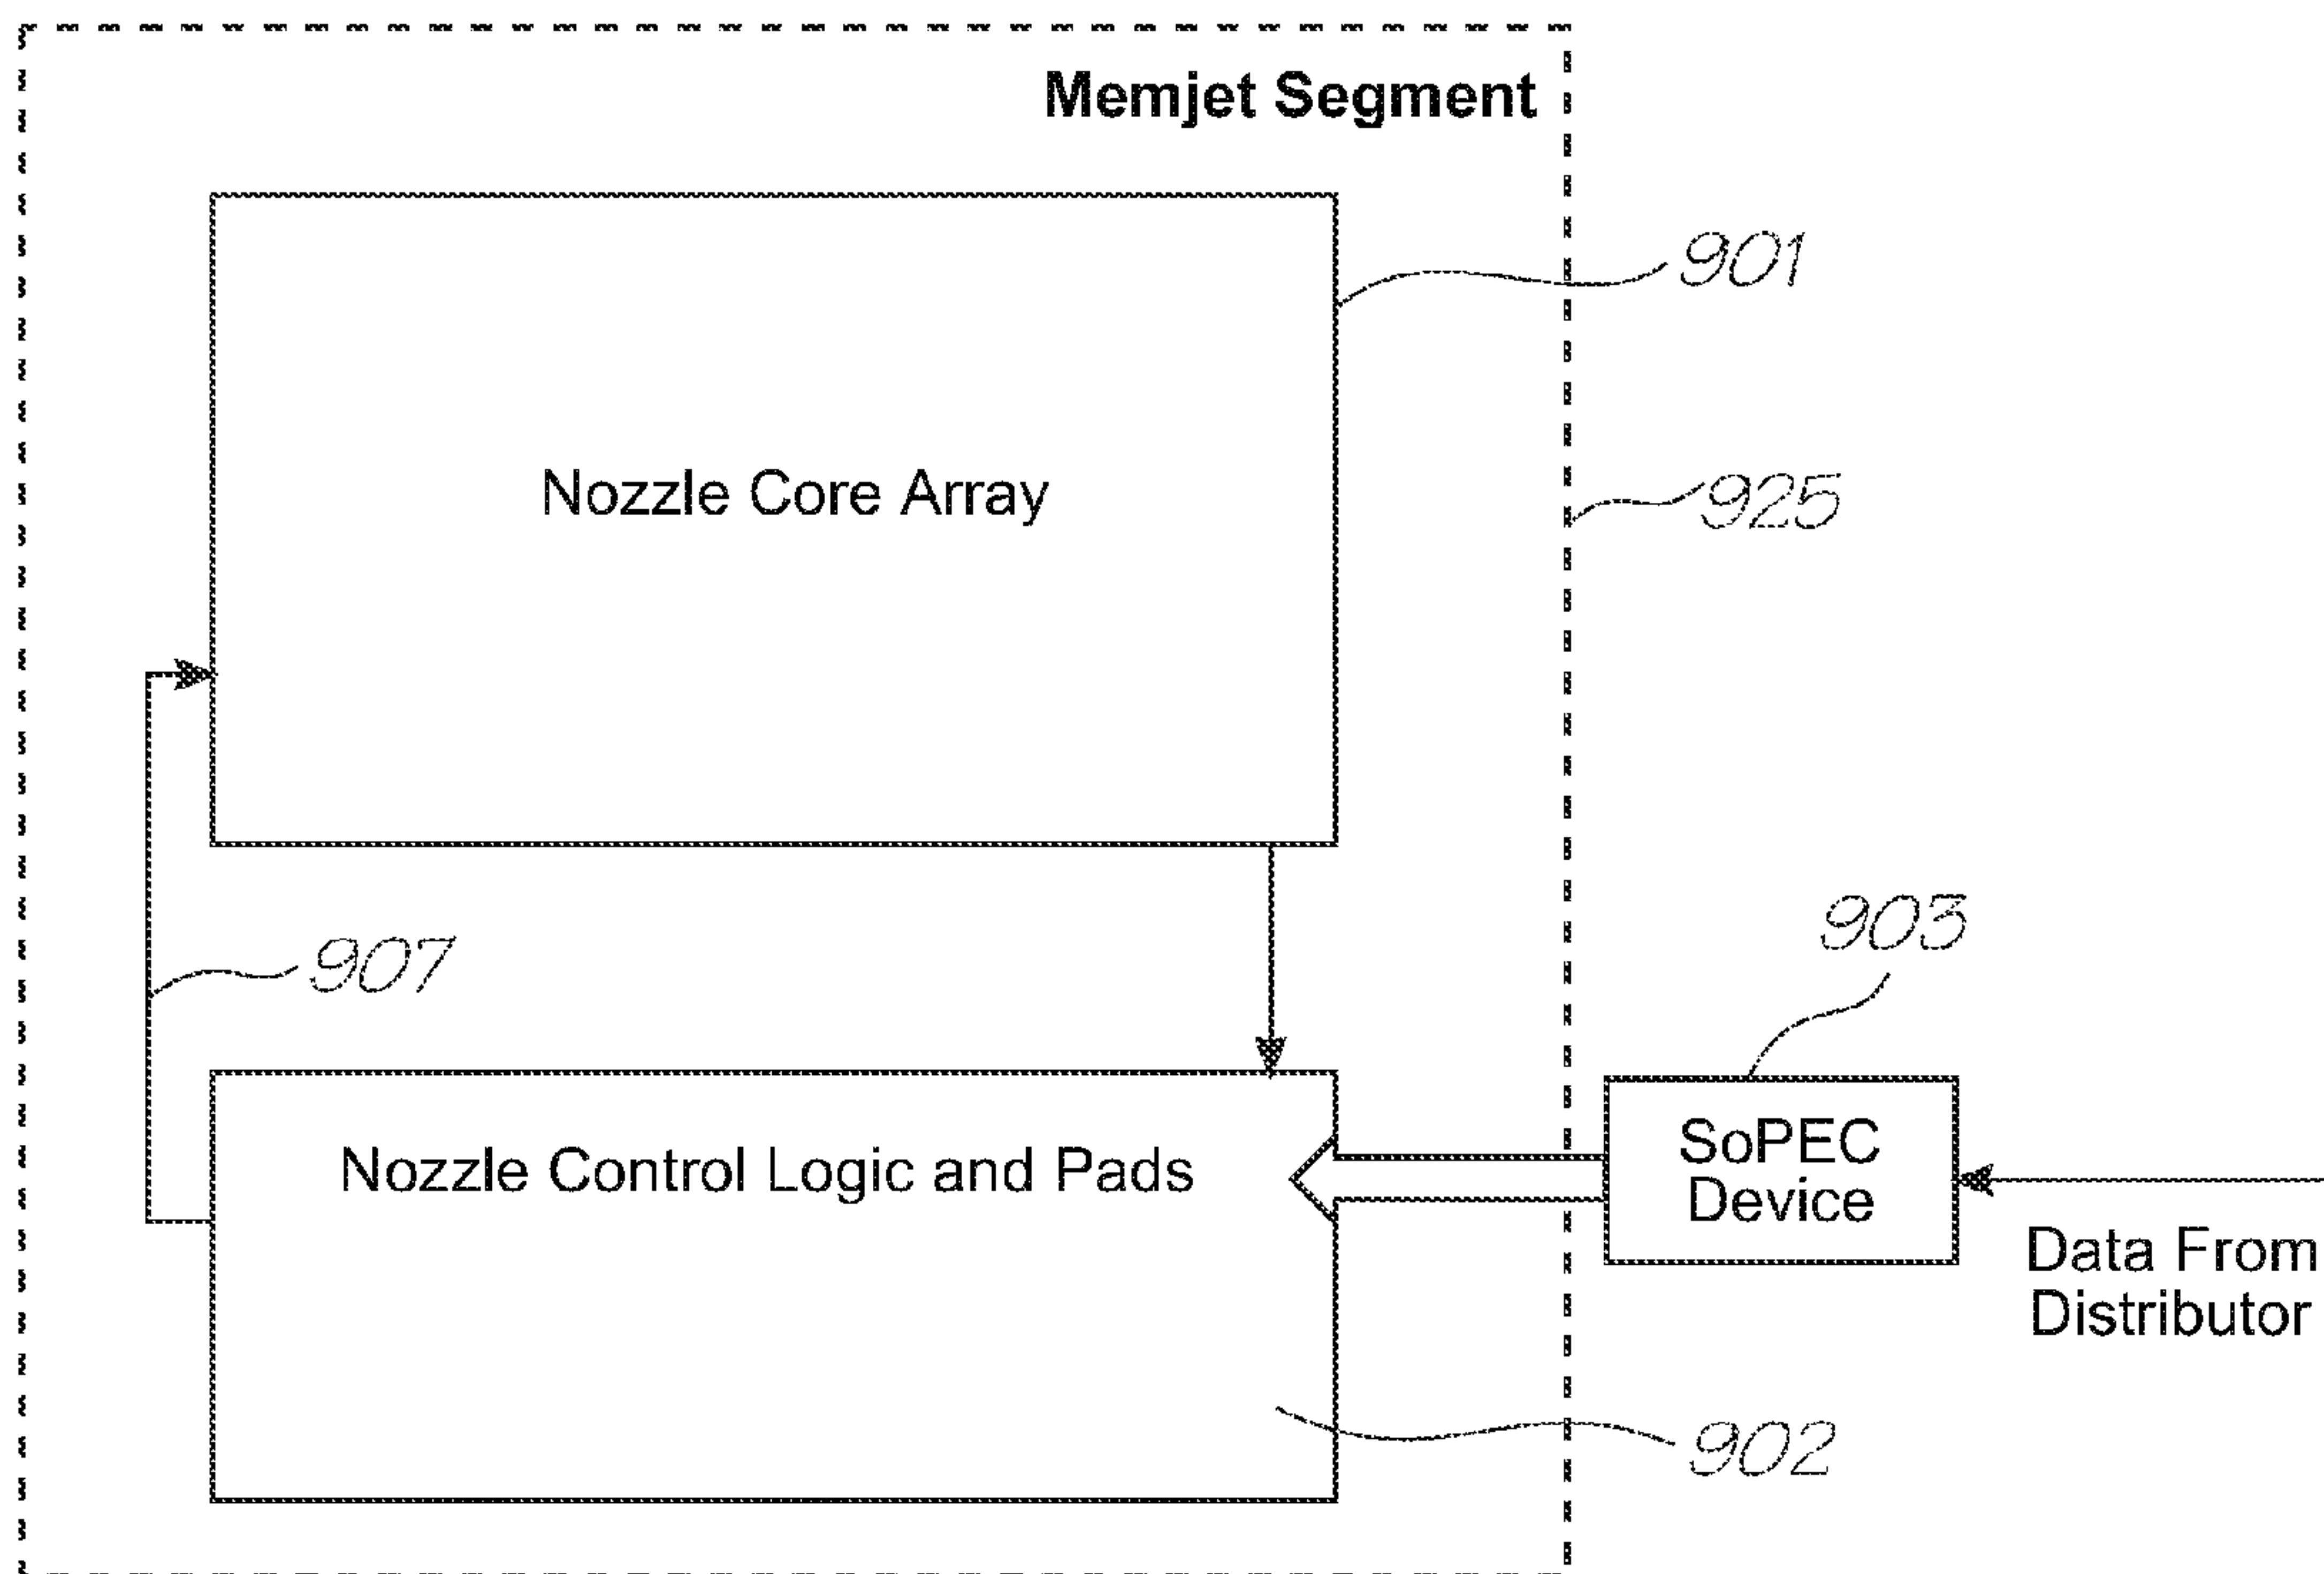 Memjet Segment
901
Nozzle Core Array
925
903
907
SoPEC
Device
Nozzle Control Logic and Pads
Data From
Distributor
902